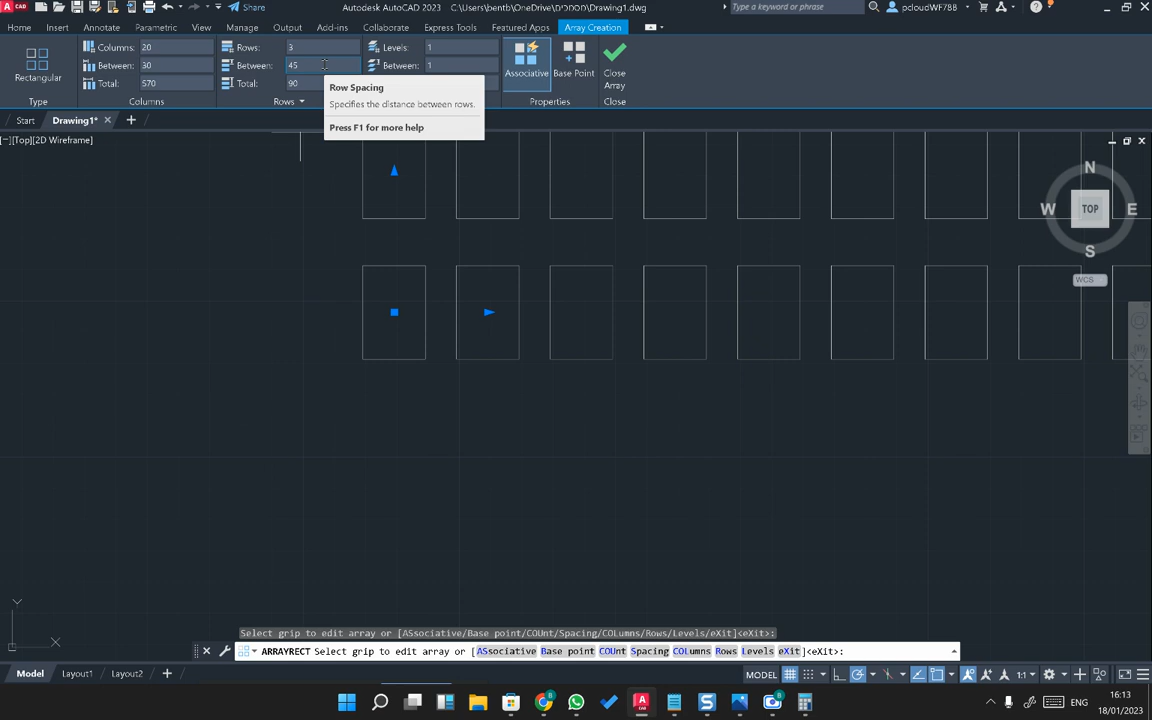 A CAD
Share
Autodesk AutoCAD 2023 C:\Users\bentb\OneDrive\מסמכים\Drawing1.dwg
Type a keyword or phrase
pcloudWF78B
Home Insert Annotate Parametric View Manage Output Add-ins Collaborate Express Tools Featured Apps Array Creation
Columns: 20
Between: 30
Total: 570
Rows: 3
Between: 45
Total: 90
Levels: 1
Between: 1
Rectangular
Associative
Base Point
Close Array
Type
Columns
Rows
Properties
Close
Row Spacing
Specifies the distance between rows.
Press F1 for more help
Start Drawing1*
[−][Top][2D Wireframe]
N
W TOP E
S
WCS
Y
X
Select grip to edit array or [ASsociative/Base point/COUnt/Spacing/COLumns/Rows/Levels/eXit]<eXit>:
ARRAYRECT Select grip to edit array or [ASsociative Base point COUnt Spacing COLumns Rows Levels eXit]<eXit>:
Model Layout1 Layout2
MODEL
1:1
ENG
16:13
18/01/2023